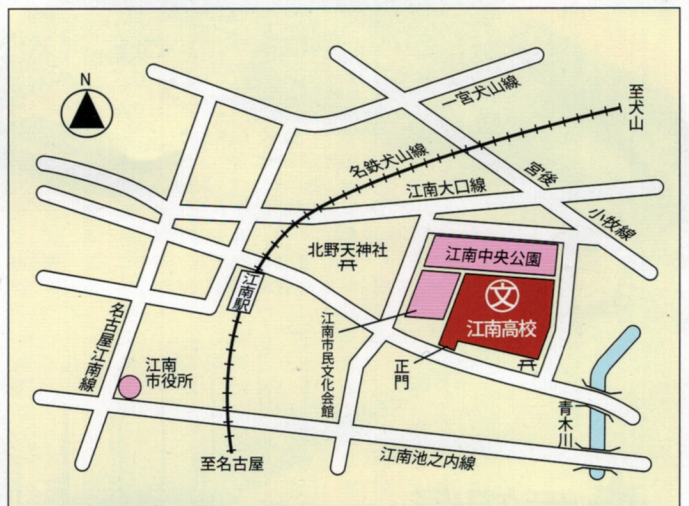 N
一宮犬山線
至犬山
名鉄犬山線
江南大口線
宮後
小牧線
北野天神社
江南中央公園
江南駅
文
江南高校
江南市民文化会館
正門
名古屋江南線
江南
市役所
青木川
江南池之内線
至名古屋